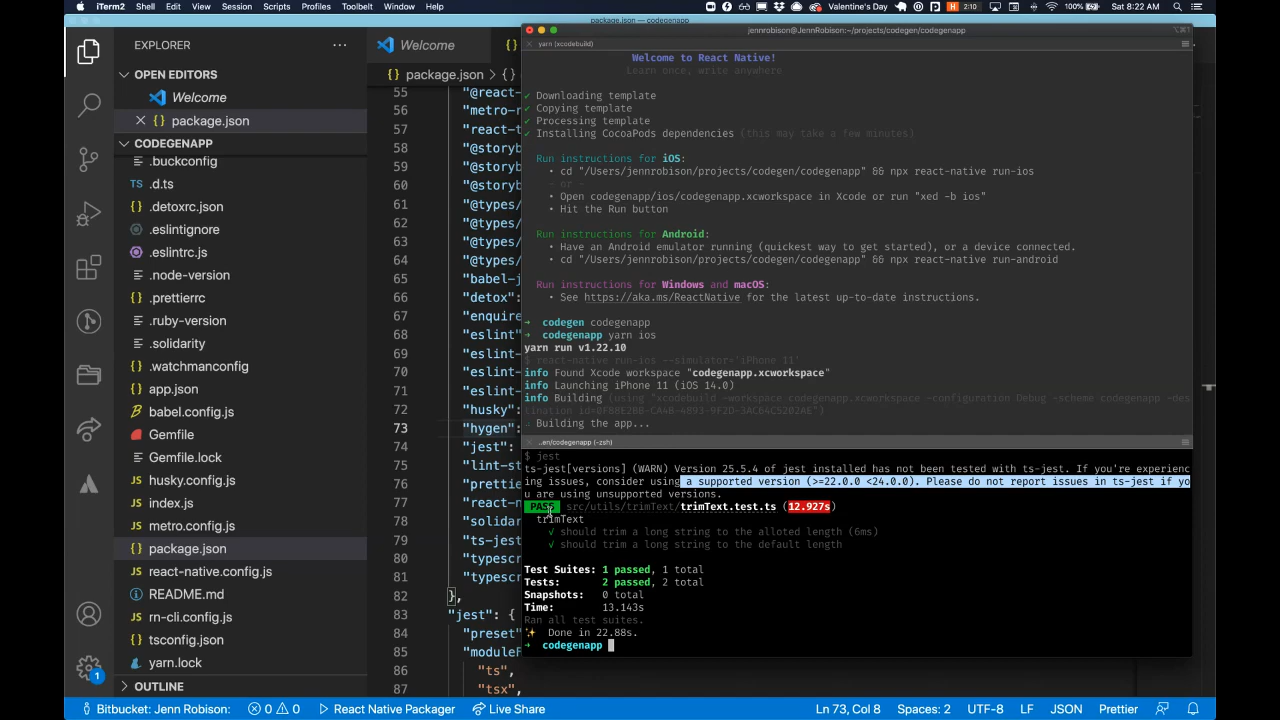 iTerm2 Shell Edit View Session Scripts Profiles Toolbelt Window Help
Valentine's Day 2:10 100% Sat 8:22 AM
package.json — codegenapp
EXPLORER
OPEN EDITORS
Welcome
package.json
CODEGENAPP
.buckconfig
.d.ts
.detoxrc.json
.eslintignore
.eslintrc.js
.node-version
.prettierrc
.ruby-version
.solidarity
.watchmanconfig
app.json
babel.config.js
Gemfile
Gemfile.lock
husky.config.js
index.js
metro.config.js
package.json
react-native.config.js
README.md
rn-cli.config.js
tsconfig.json
yarn.lock
OUTLINE
1
Welcome
package.json
55 "@react-
56 "metro-r
57 "react-t
58 "@storyb
59 "@storyb
60 "@storyb
61 "@types/
62 "@types/
63 "@types/
64 "@types/
65 "babel-j
66 "detox":
67 "enquire
68 "eslint"
69 "eslint-
70 "eslint-
71 "eslint-
72 "husky":
73 "hygen":
74 "jest":
75 "lint-st
76 "prettie
77 "react-n
78 "solidar
79 "ts-jest
80 "typesc
81 "typesc
82 },
83 "jest": {
84 "preset"
85 "moduleF
86 "ts",
87 "tsx",
jennrobison@JennRobison:~/projects/codegen/codegenapp
yarn (xcodebuild)
Welcome to React Native!
Learn once, write anywhere
✓ Downloading template
✓ Copying template
✓ Processing template
✓ Installing CocoaPods dependencies (this may take a few minutes)
Run instructions for iOS:
• cd "/Users/jennrobison/projects/codegen/codegenapp" && npx react-native run-ios
- or -
• Open codegenapp/ios/codegenapp.xcworkspace in Xcode or run "xed -b ios"
• Hit the Run button
Run instructions for Android:
• Have an Android emulator running (quickest way to get started), or a device connected.
• cd "/Users/jennrobison/projects/codegen/codegenapp" && npx react-native run-android
Run instructions for Windows and macOS:
• See https://aka.ms/ReactNative for the latest up-to-date instructions.
➜ codegen codegenapp
➜ codegenapp yarn ios
yarn run v1.22.10
$ react-native run-ios --simulator='iPhone 11'
info Found Xcode workspace "codegenapp.xcworkspace"
info Launching iPhone 11 (iOS 14.0)
info Building (using "xcodebuild -workspace codegenapp.xcworkspace -configuration Debug -scheme codegenapp -des
ination id=0FB8E2BB-CA4B-4893-9F2D-3AC64C5202AE")
Building the app...
..en/codegenapp (-zsh)
$ jest
ts-jest[versions] (WARN) Version 25.5.4 of jest installed has not been tested with ts-jest. If you're experienc
ing issues, consider using a supported version (>=22.0.0 <24.0.0). Please do not report issues in ts-jest if yo
u are using unsupported versions.
PASS src/utils/trimText/trimText.test.ts (12.927s)
trimText
√ should trim a long string to the alloted length (6ms)
√ should trim a long string to the default length
Test Suites: 1 passed, 1 total
Tests: 2 passed, 2 total
Snapshots: 0 total
Time: 13.143s
Ran all test suites.
✨ Done in 22.88s.
➜ codegenapp
Bitbucket: Jenn Robison: 0 0 React Native Packager Live Share Ln 73, Col 8 Spaces: 2 UTF-8 LF JSON Prettier